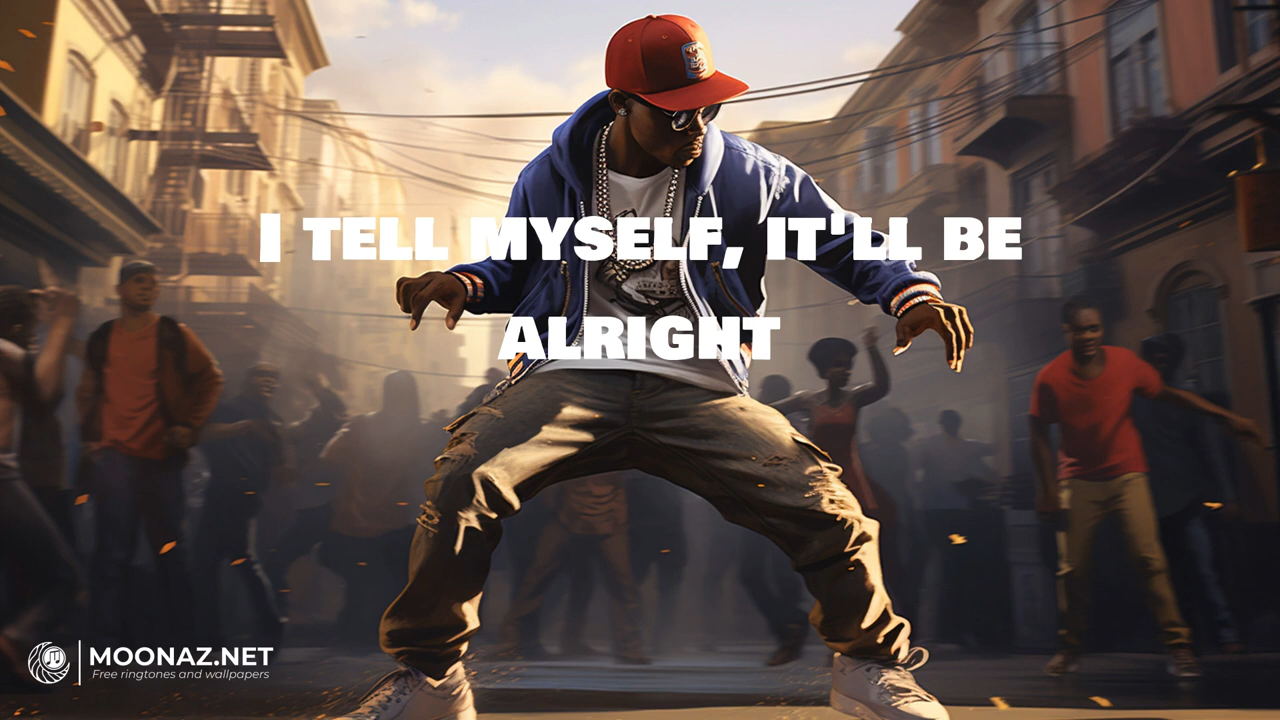 I TELL MYSELF, IT'LL BE
ALRIGHT
MOONAZ.NET
Free ringtones and wallpapers